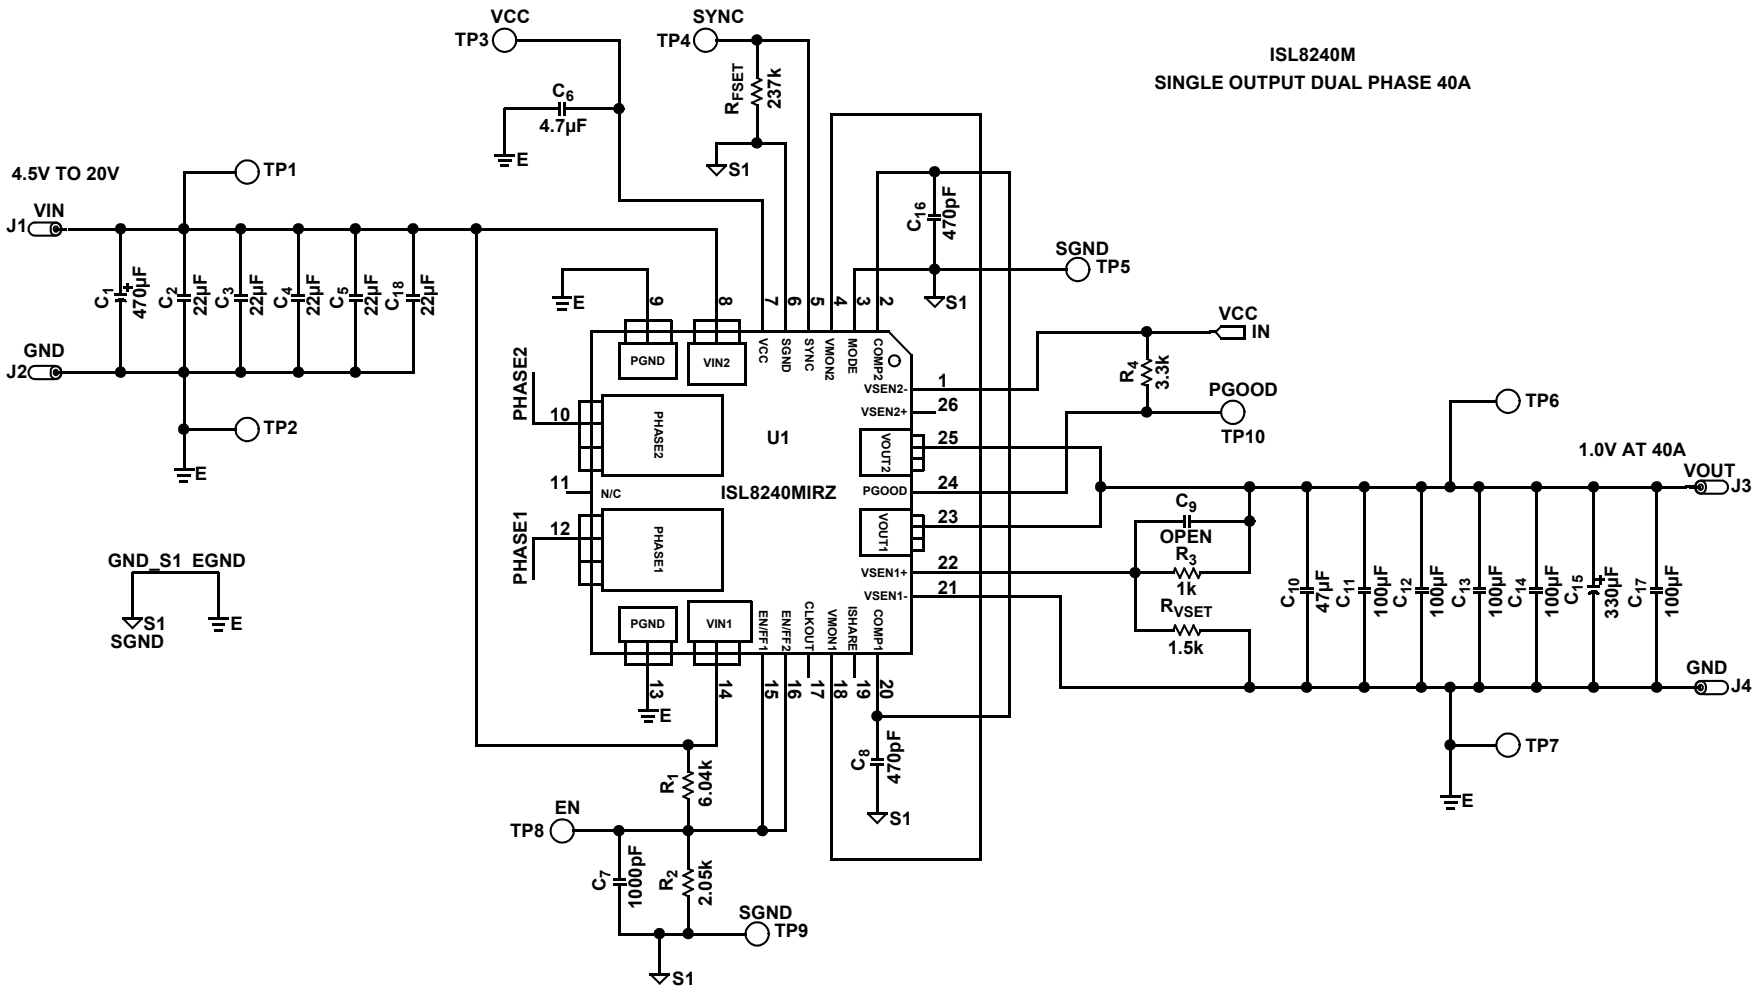 ISL8240M
SINGLE OUTPUT DUAL PHASE 40A
VCC
TP3
C6
4.7µF
E
SYNC
TP4
RFSET
237k
S1
4.5V TO 20V
TP1
VIN
J1
C1
470µF
+
C2
22µF
C3
22µF
C4
22µF
C5
22µF
C18
22µF
GND
J2
TP2
E
C16
470pF
SGND
TP5
S1
E
9
8
7
6
5
4
3
2
PGND
VIN2
VCC
SGND
SYNC
VMON2
MODE
COMP2
PHASE2
10
PHASE2
11
N/C
PHASE1
12
PHASE1
U1
ISL8240MIRZ
VSEN2-
1
VSEN2+
26
VOUT2
25
PGOOD
24
VOUT1
23
VSEN1+
22
VSEN1-
21
PGND
VIN1
EN/FF1
EN/FF2
CLKOUT
VMON1
ISHARE
COMP1
13
14
15
16
17
18
19
20
E
VCC
IN
R4
3.3k
PGOOD
TP10
TP6
1.0V AT 40A
VOUT
J3
C9
OPEN
R3
1k
RVSET
1.5k
C10
47µF
C11
100µF
C12
100µF
C13
100µF
C14
100µF
C15
330µF
+
C17
100µF
GND
J4
TP7
E
GND_S1 EGND
S1
SGND
E
R1
6.04k
C8
470pF
S1
EN
TP8
C7
1000pF
R2
2.05k
SGND
TP9
S1